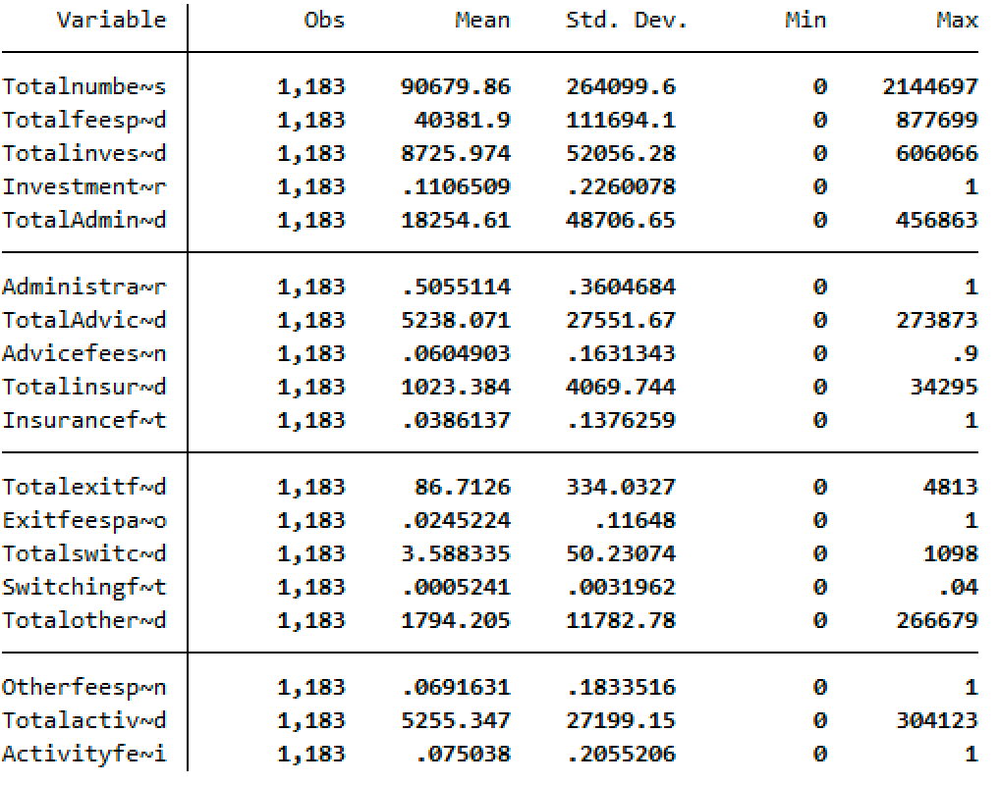 Variable Obs Mean Std. Dev. Min Max
Totalnumbe~s 1,183 90679.86 264099.6 0 2144697
Totalfeesp~d 1,183 40381.9 111694.1 0 877699
Totalinves~d 1,183 8725.974 52056.28 0 606066
Investment~r 1,183 .1106509 .2260078 0 1
TotalAdmin~d 1,183 18254.61 48706.65 0 456863
Administra~r 1,183 .5055114 .3604684 0 1
TotalAdvic~d 1,183 5238.071 27551.67 0 273873
Advicefees~n 1,183 .0604903 .1631343 0 .9
Totalinsur~d 1,183 1023.384 4069.744 0 34295
Insurancef~t 1,183 .0386137 .1376259 0 1
Totalexitf~d 1,183 86.7126 334.0327 0 4813
Exitfeespa~o 1,183 .0245224 .11648 0 1
Totalswitc~d 1,183 3.588335 50.23074 0 1098
Switchingf~t 1,183 .0005241 .0031962 0 .04
Totalother~d 1,183 1794.205 11782.78 0 266679
Otherfeesp~n 1,183 .0691631 .1833516 0 1
Totalactiv~d 1,183 5255.347 27199.15 0 304123
Activityfe~i 1,183 .075038 .2055206 0 1